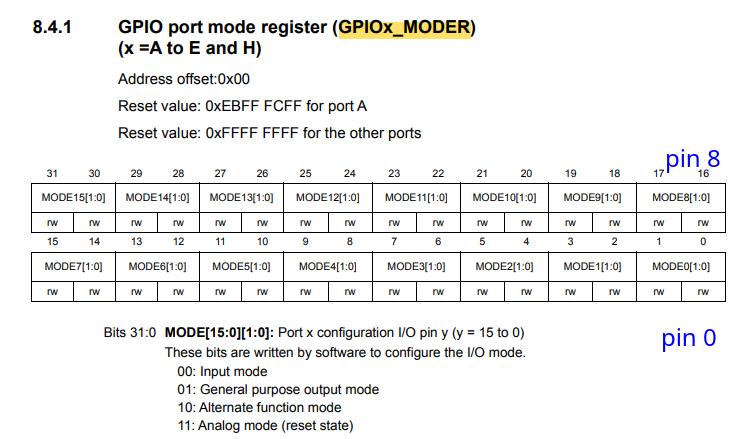 8.4.1 GPIO port mode register (GPIOx_MODER)
(x =A to E and H)
Address offset:0x00
Reset value: 0xEBFF FCFF for port A
Reset value: 0xFFFF FFFF for the other ports
pin 8
31 30 29 28 27 26 25 24 23 22 21 20 19 18 17 16
MODE15[1:0] MODE14[1:0] MODE13[1:0] MODE12[1:0] MODE11[1:0] MODE10[1:0] MODE9[1:0] MODE8[1:0]
rw rw rw rw rw rw rw rw rw rw rw rw rw rw rw rw
15 14 13 12 11 10 9 8 7 6 5 4 3 2 1 0
MODE7[1:0] MODE6[1:0] MODE5[1:0] MODE4[1:0] MODE3[1:0] MODE2[1:0] MODE1[1:0] MODE0[1:0]
rw rw rw rw rw rw rw rw rw rw rw rw rw rw rw rw
Bits 31:0 MODE[15:0][1:0]: Port x configuration I/O pin y (y = 15 to 0)
pin 0
These bits are written by software to configure the I/O mode.
00: Input mode
01: General purpose output mode
10: Alternate function mode
11: Analog mode (reset state)